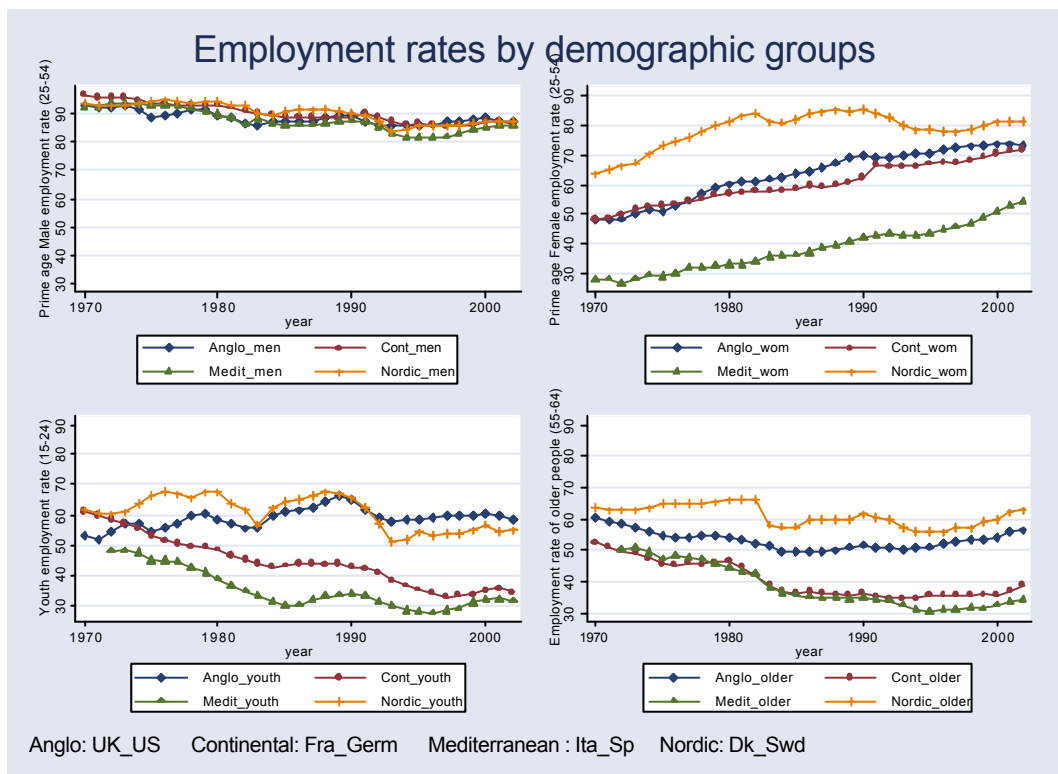 Employment rates by demographic groups
Prime age Male employment rate (25-54)
90
80
70
60
50
40
30
1970 1980 1990 2000
year
Anglo_men Cont_men
Medit_men Nordic_men
Prime age Female employment rate (25-54)
90
80
70
60
50
40
30
1970 1980 1990 2000
year
Anglo_wom Cont_wom
Medit_wom Nordic_wom
Youth employment rate (15-24)
90
80
70
60
50
40
30
1970 1980 1990 2000
year
Anglo_youth Cont_youth
Medit_youth Nordic_youth
Employment rate of older people (55-64)
90
80
70
60
50
40
30
1970 1980 1990 2000
year
Anglo_older Cont_older
Medit_older Nordic_older
Anglo: UK_US Continental: Fra_Germ Mediterranean : Ita_Sp Nordic: Dk_Swd